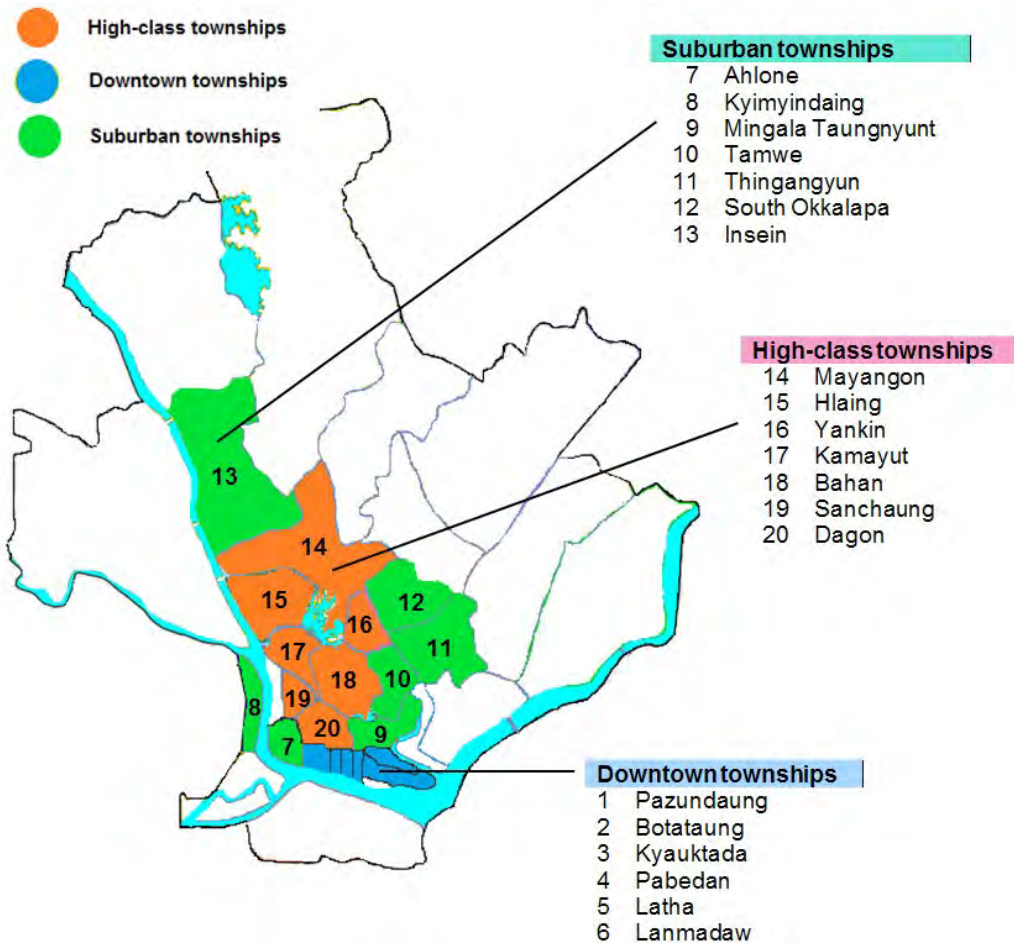 High-class townships
Downtown townships
Suburban townships
Suburban townships
7 Ahlone
8 Kyimyindaing
9 Mingala Taungnyunt
10 Tamwe
11 Thingangyun
12 South Okkalapa
13 Insein
High-class townships
14 Mayangon
15 Hlaing
16 Yankin
17 Kamayut
18 Bahan
19 Sanchaung
20 Dagon
13
14
12
15
16
11
17
10
18
19
8
20
9
7
Downtown townships
1 Pazundaung
2 Botataung
3 Kyauktada
4 Pabedan
5 Latha
6 Lanmadaw